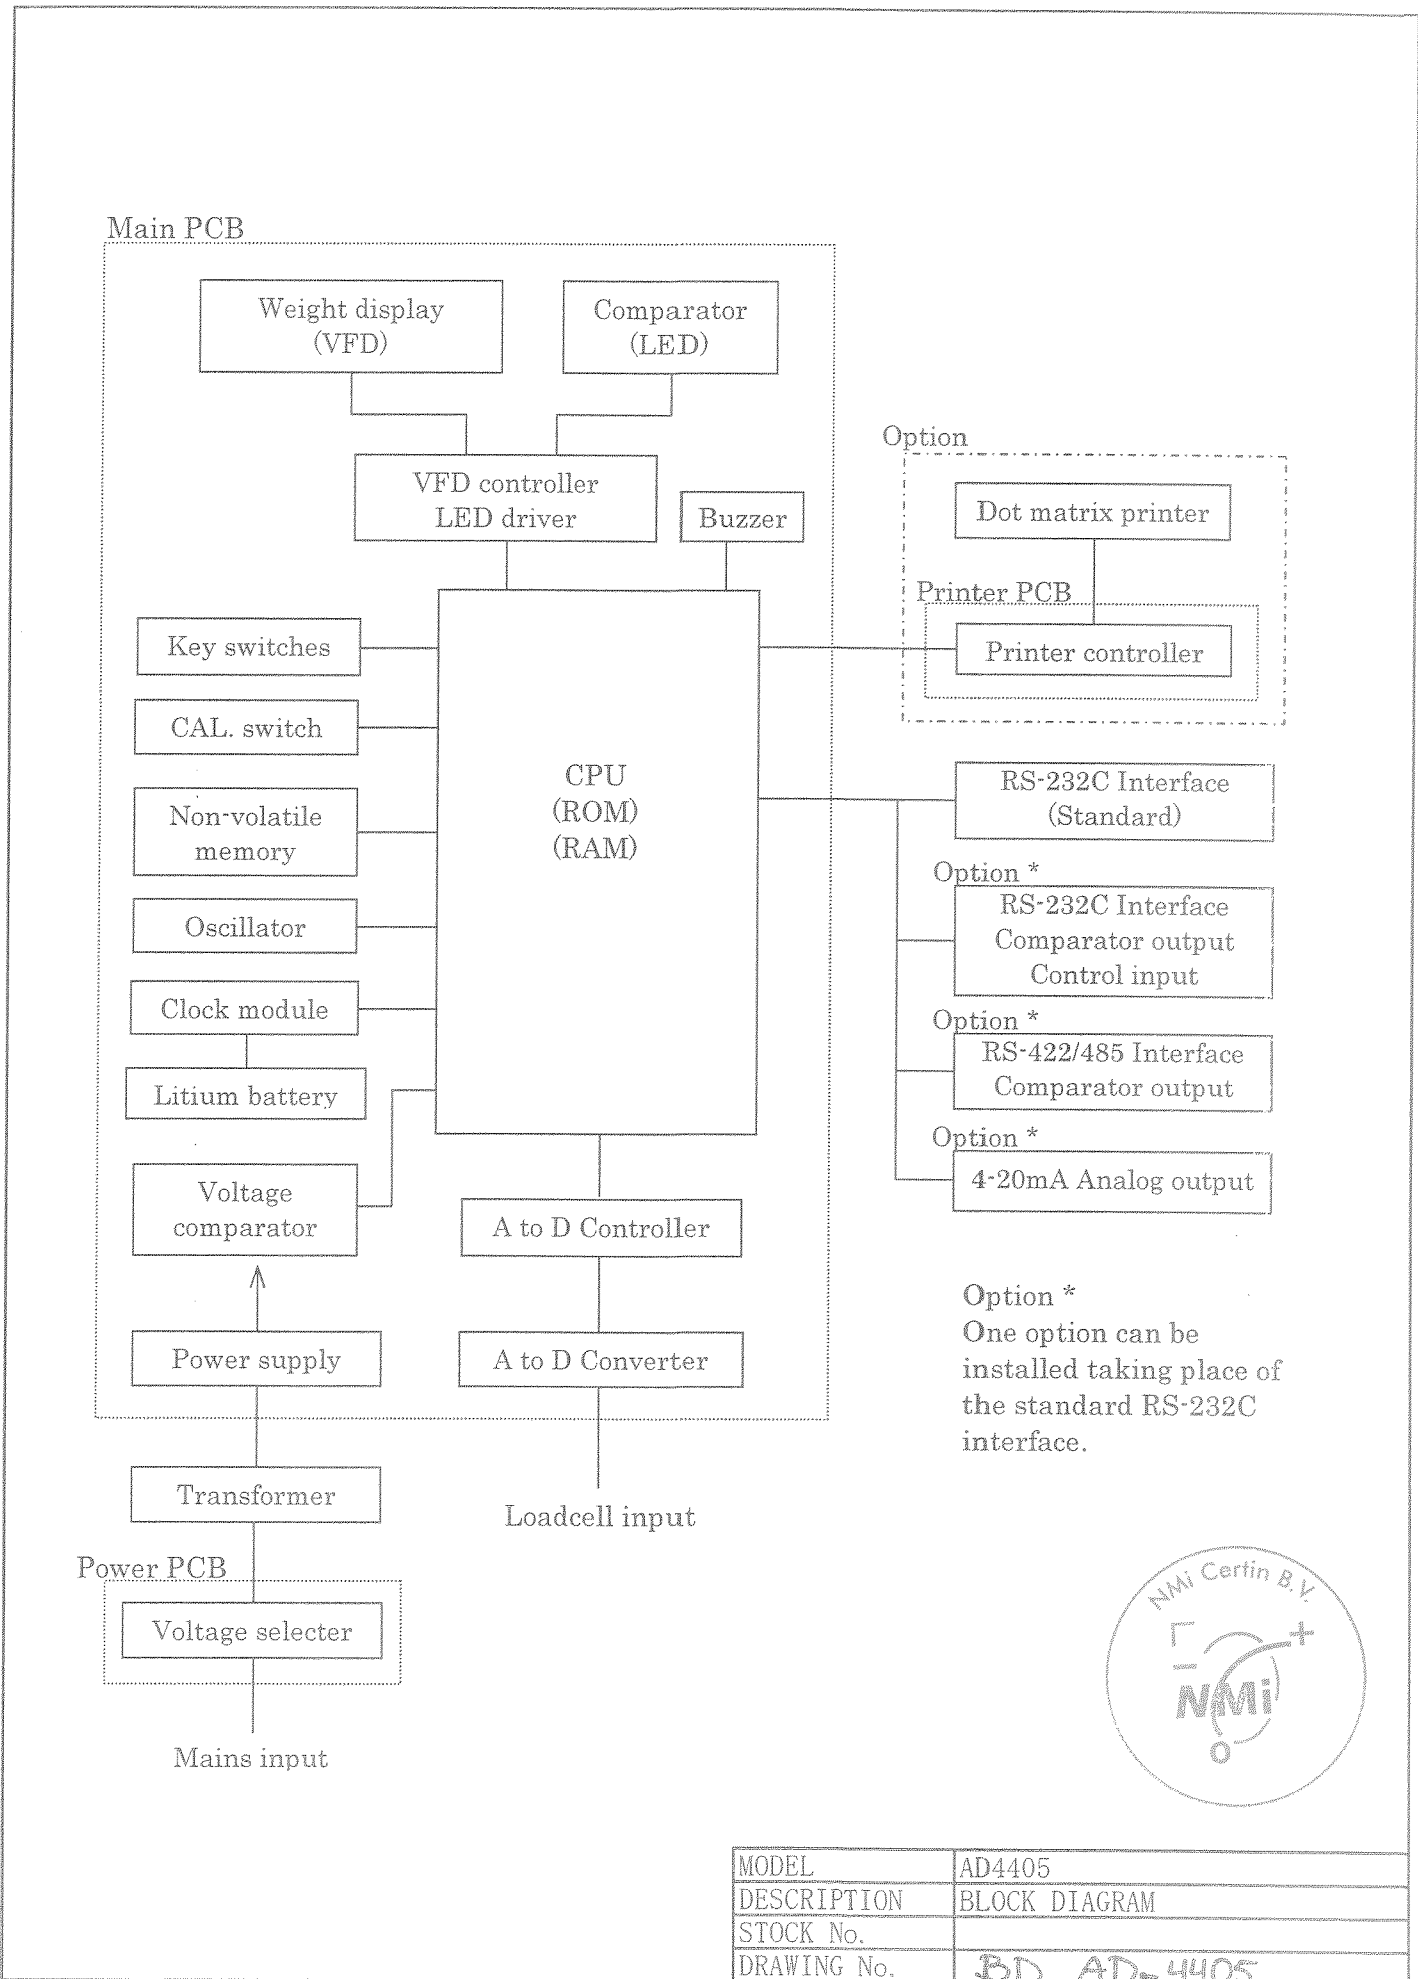 Main PCB
Weight display
(VFD)
Comparator
(LED)
VFD controller
LED driver
Buzzer
Option
Dot matrix printer
Printer PCB
Printer controller
Key switches
CAL. switch
Non-volatile
memory
Oscillator
Clock module
Litium battery
Voltage
comparator
Power supply
CPU
(ROM)
(RAM)
A to D Controller
A to D Converter
RS-232C Interface
(Standard)
Option *
RS-232C Interface
Comparator output
Control input
Option *
RS-422/485 Interface
Comparator output
Option *
4-20mA Analog output
Option *
One option can be
installed taking place of
the standard RS-232C
interface.
Transformer
Loadcell input
Power PCB
Voltage selecter
Mains input
NMi Certin B.V.
NMi
MODEL AD4405
DESCRIPTION BLOCK DIAGRAM
STOCK No.
DRAWING No. BD AD-4405